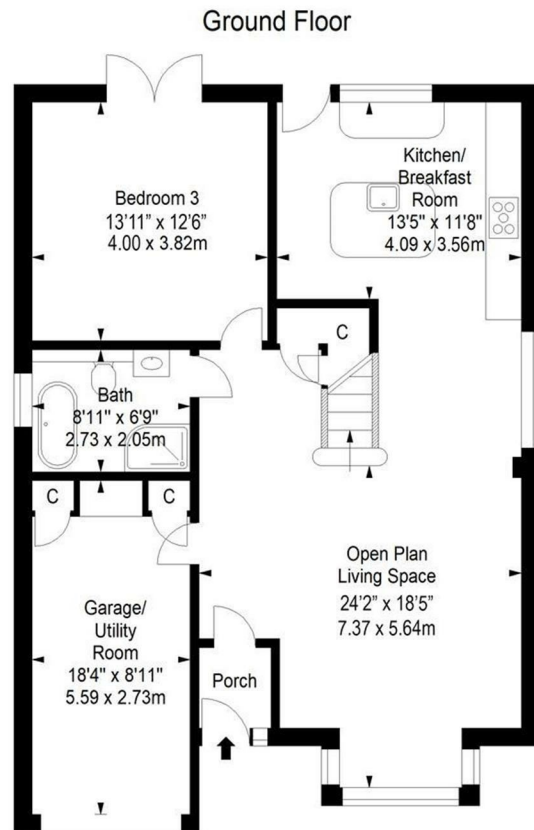 Ground Floor
Bedroom 3
13'11" x 12'6"
4.00 x 3.82m
Kitchen/
Breakfast
Room
13'5" x 11'8"
4.09 x 3.56m
C
Bath
8'11" x 6'9"
2.73 x 2.05m
C
C
Open Plan
Living Space
24'2" x 18'5"
7.37 x 5.64m
Garage/
Utility
Room
18'4" x 8'11"
5.59 x 2.73m
Porch